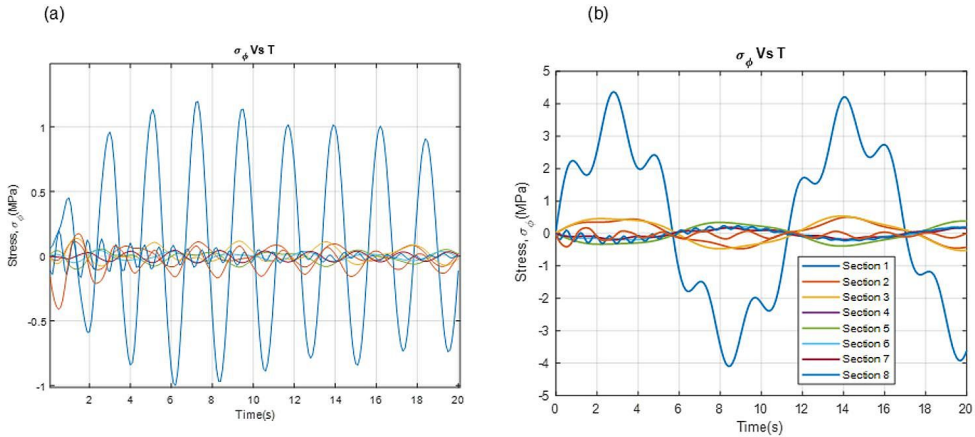 (a)
σϕ Vs T
Stress, σϕ (MPa)
1
0.5
0
-0.5
-1
2 4 6 8 10 12 14 16 18 20
Time(s)
(b)
σϕ Vs T
Stress, σϕ (MPa)
5
4
3
2
1
0
-1
-2
-3
-4
-5
0 2 4 6 8 10 12 14 16 18 20
Time(s)
Section 1
Section 2
Section 3
Section 4
Section 5
Section 6
Section 7
Section 8